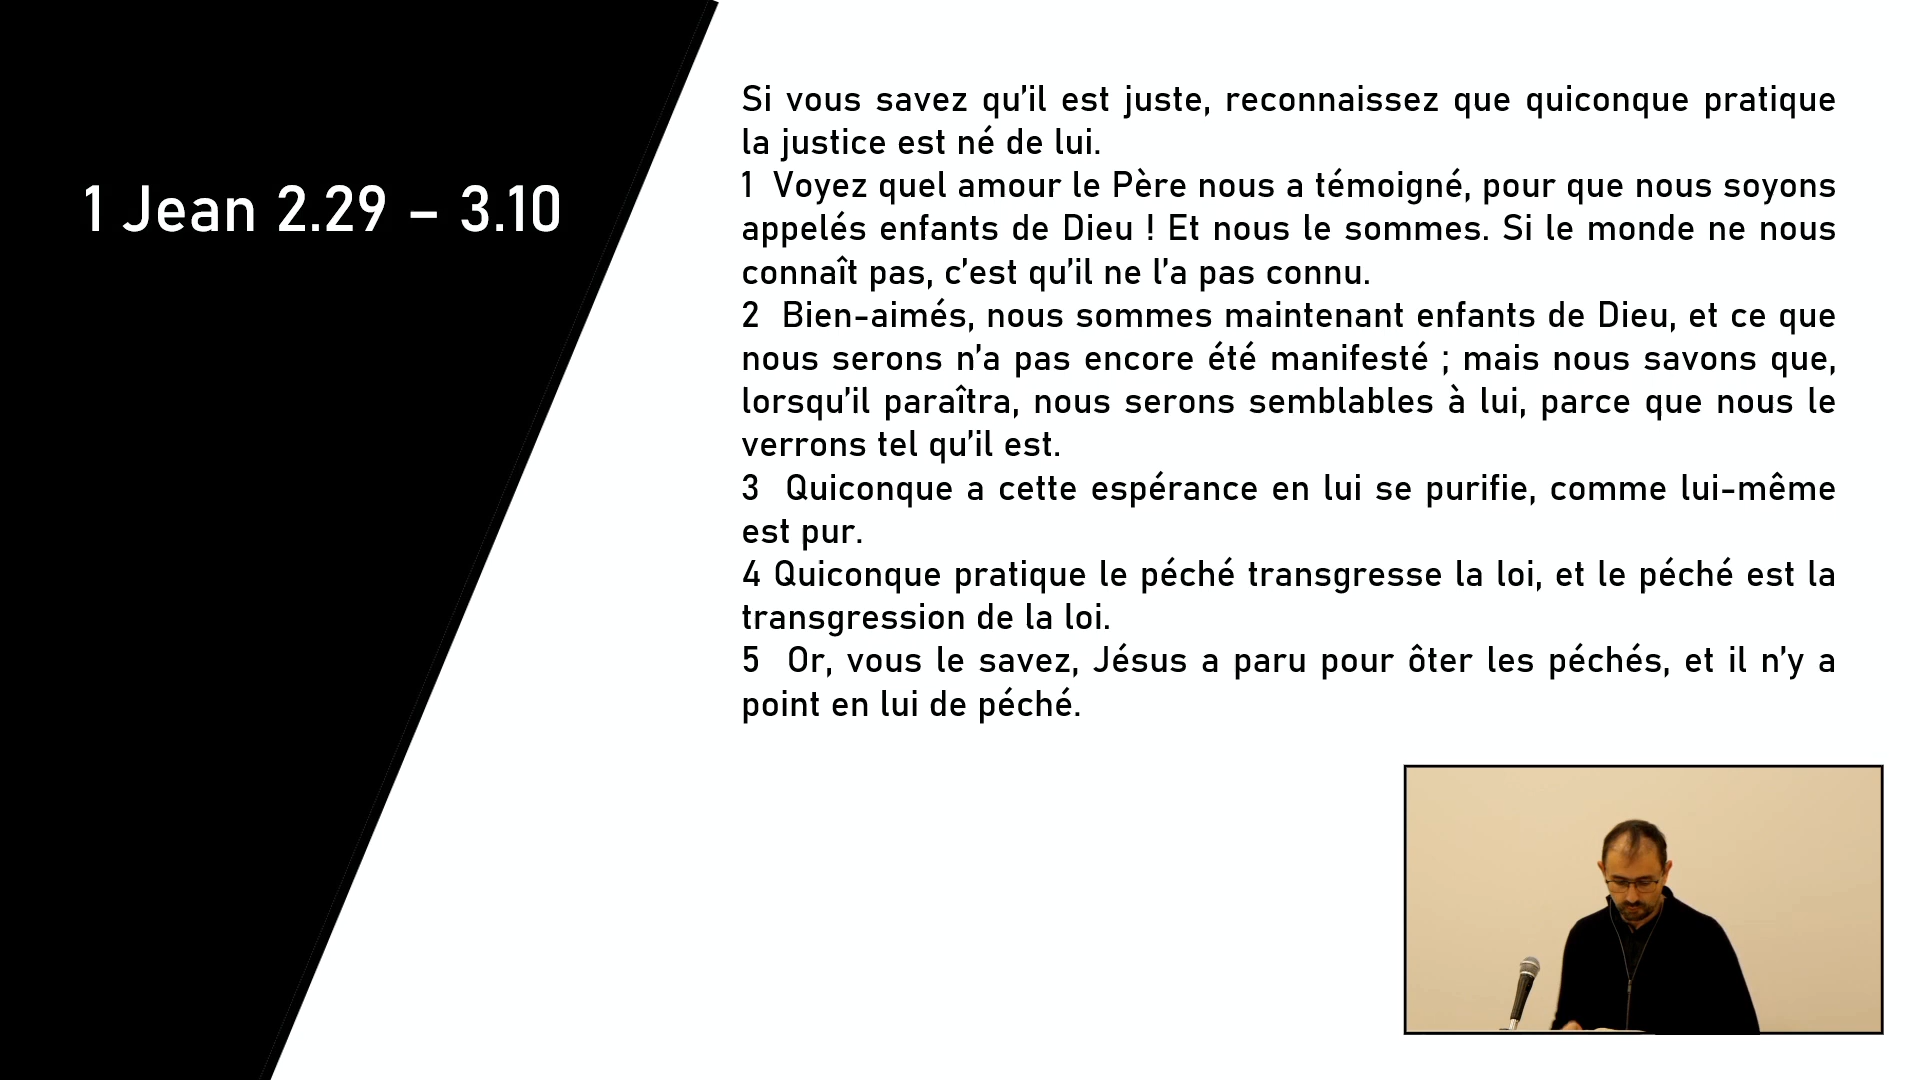 1 Jean 2.29 – 3.10
Si vous savez qu’il est juste, reconnaissez que quiconque pratique
la justice est né de lui.
1 Voyez quel amour le Père nous a témoigné, pour que nous soyons
appelés enfants de Dieu ! Et nous le sommes. Si le monde ne nous
connaît pas, c’est qu’il ne l’a pas connu.
2 Bien-aimés, nous sommes maintenant enfants de Dieu, et ce que
nous serons n’a pas encore été manifesté ; mais nous savons que,
lorsqu’il paraîtra, nous serons semblables à lui, parce que nous le
verrons tel qu’il est.
3 Quiconque a cette espérance en lui se purifie, comme lui-même
est pur.
4 Quiconque pratique le péché transgresse la loi, et le péché est la
transgression de la loi.
5 Or, vous le savez, Jésus a paru pour ôter les péchés, et il n’y a
point en lui de péché.